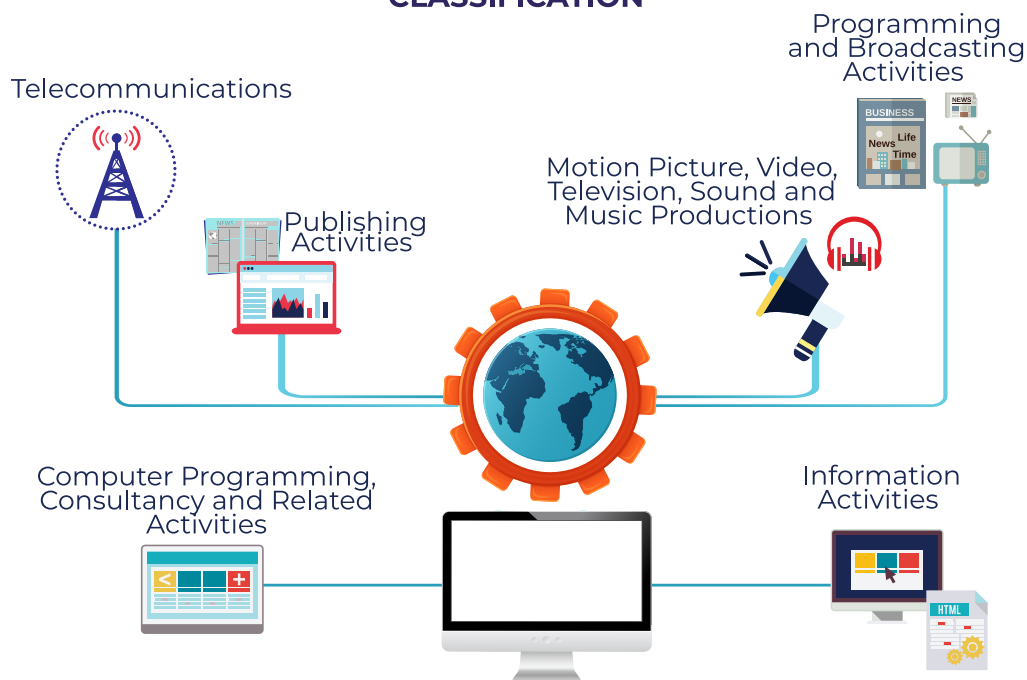 CLASSIFICATION
Programming
and Broadcasting
Activities
Telecommunications
NEWS
BUSINESS
Life
News
Time
Motion Picture, Video,
Television, Sound and
Music Productions
Publishing
Activities
NEWS
Computer Programming,
Consultancy and Related
Activities
Information
Activities
HTML